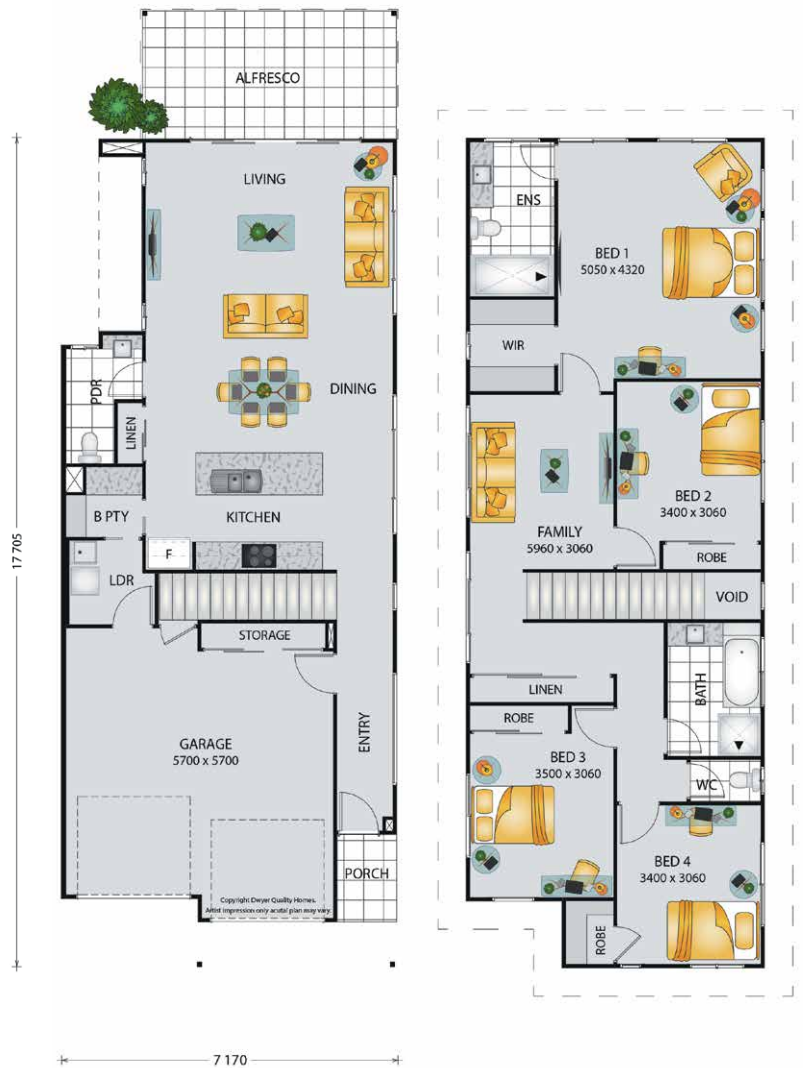 ALFRESCO
LIVING
DINING
PDR
LINEN
KITCHEN
B PTY
F
LDR
STORAGE
GARAGE
5700 x 5700
ENTRY
PORCH
Copyright Dwyer Quality Homes.
Artist impression only acutal plan may vary.
17 705
7 170
ENS
BED 1
5050 x 4320
WIR
BED 2
3400 x 3060
FAMILY
5960 x 3060
ROBE
VOID
LINEN
BATH
ROBE
BED 3
3500 x 3060
WC
BED 4
3400 x 3060
ROBE